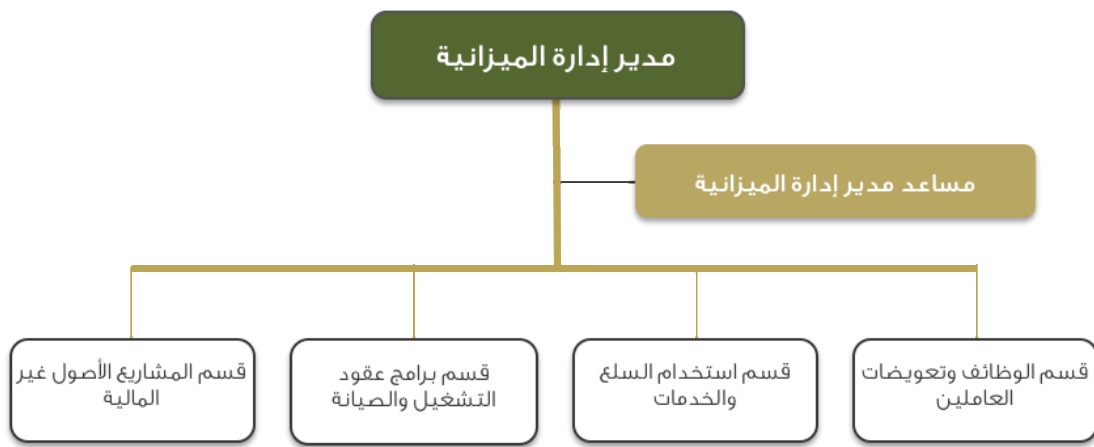 مدير إدارة الميزانية
مساعد مدير إدارة الميزانية
قسم الوظائف وتعويضات
العاملين
قسم استخدام السلع
والخدمات
قسم برامج عقود
التشغيل والصيانة
قسم المشاريع الأصول غير
المالية